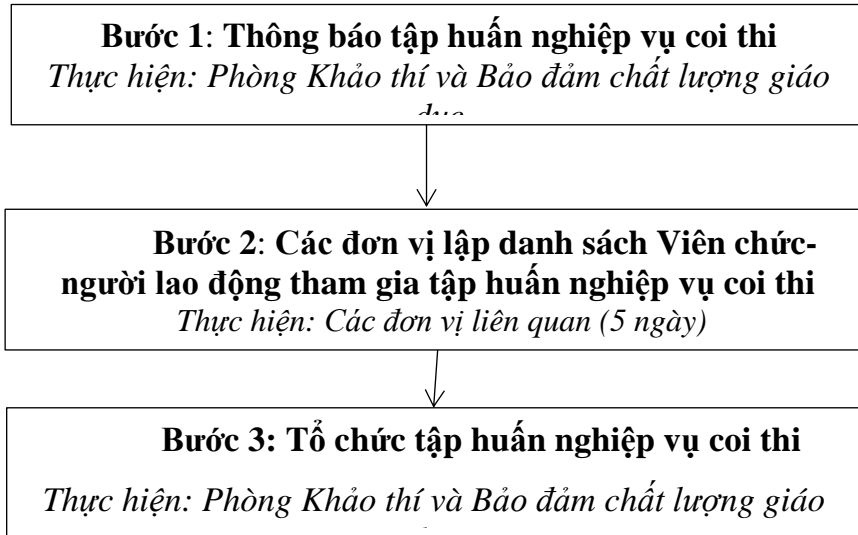 Bước 1: Thông báo tập huấn nghiệp vụ coi thi
Thực hiện: Phòng Khảo thí và Bảo đảm chất lượng giáo
Bước 2: Các đơn vị lập danh sách Viên chức-
người lao động tham gia tập huấn nghiệp vụ coi thi
Thực hiện: Các đơn vị liên quan (5 ngày)
Bước 3: Tổ chức tập huấn nghiệp vụ coi thi
Thực hiện: Phòng Khảo thí và Bảo đảm chất lượng giáo